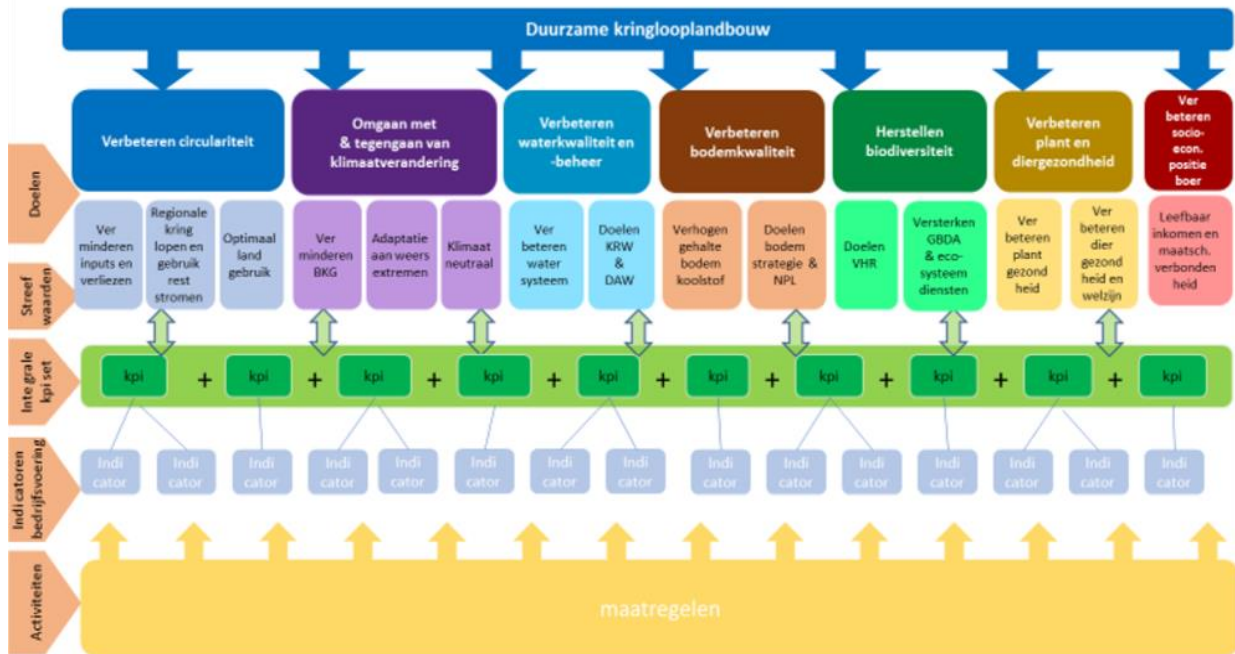 Duurzame kringlooplandbouw
Doelen
Verbeteren circulariteit
Omgaan met
& tegengaan van
klimaatverandering
Verbeteren
waterkwaliteit en
-beheer
Verbeteren
bodemkwaliteit
Herstellen
biodiversiteit
Verbeteren
plant en
diergezondheid
Ver
beteren
socio-
econ.
positie
boer
Streef
waarden
Ver
minderen
inputs en
verliezen
Regionale
kring
lopen en
gebruik
rest
stromen
Optimaal
land
gebruik
Ver
minderen
BKG
Adaptatie
aan weers
extremen
Klimaat
neutraal
Ver
beteren
water
systeem
Doelen
KRW
&
DAW
Verhogen
gehalte
bodem
koolstof
Doelen
bodem
strategie &
NPL
Doelen
VHR
Versterken
GBDA
& eco-
systeem
diensten
Ver
beteren
plant
gezond
heid
Ver
beteren
dier
gezond
heid en
welzijn
Leefbaar
inkomen en
maatsch.
verbonden
heid
Integrale
kpi set
kpi + kpi + kpi + kpi + kpi + kpi + kpi + kpi + kpi + kpi
Indicatoren
bedrijfsvoering
Indi
cator
Indi
cator
Indi
cator
Indi
cator
Indi
cator
Indi
cator
Indi
cator
Indi
cator
Indi
cator
Indi
cator
Indi
cator
Indi
cator
Indi
cator
Indi
cator
Indi
cator
Activiteiten
maatregelen